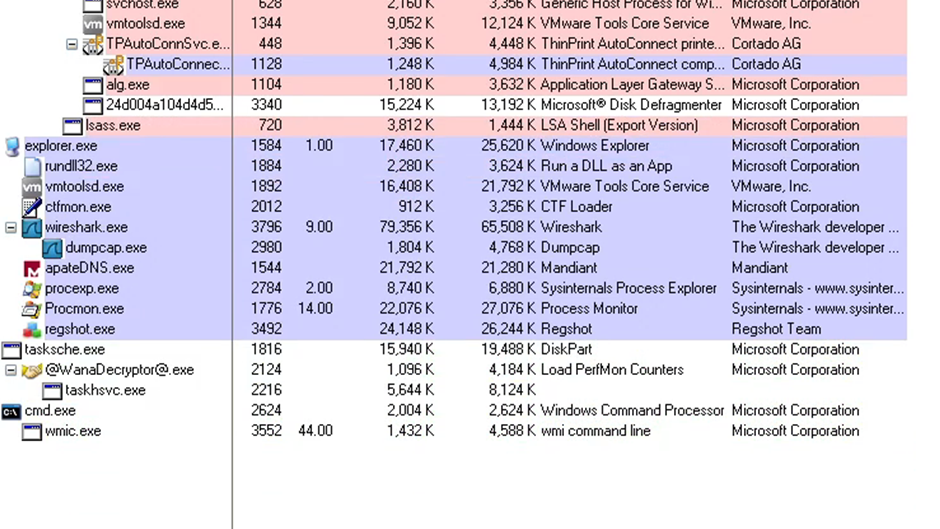 svchost.exe 628 2,160 K 3,356 K Generic Host Process for Wi... Microsoft Corporation
vmtoolsd.exe 1344 9,052 K 12,124 K VMware Tools Core Service VMware, Inc.
TPAutoConnSvc.e... 448 1,396 K 4,448 K ThinPrint AutoConnect printe... Cortado AG
TPAutoConnec... 1128 1,248 K 4,984 K ThinPrint AutoConnect comp... Cortado AG
alg.exe 1104 1,180 K 3,632 K Application Layer Gateway S... Microsoft Corporation
24d004a104d4d5... 3340 15,224 K 13,192 K Microsoft® Disk Defragmenter Microsoft Corporation
lsass.exe 720 3,812 K 1,444 K LSA Shell (Export Version) Microsoft Corporation
explorer.exe 1584 1.00 17,460 K 25,620 K Windows Explorer Microsoft Corporation
rundll32.exe 1884 2,280 K 3,624 K Run a DLL as an App Microsoft Corporation
vm vmtoolsd.exe 1892 16,408 K 21,792 K VMware Tools Core Service VMware, Inc.
ctfmon.exe 2012 912 K 3,256 K CTF Loader Microsoft Corporation
wireshark.exe 3796 9.00 79,356 K 65,508 K Wireshark The Wireshark developer ...
dumpcap.exe 2980 1,804 K 4,768 K Dumpcap The Wireshark developer ...
apateDNS.exe 1544 21,792 K 21,280 K Mandiant Mandiant
procexp.exe 2784 2.00 8,740 K 6,880 K Sysinternals Process Explorer Sysinternals - www.sysinter...
Procmon.exe 1776 14.00 22,076 K 27,076 K Process Monitor Sysinternals - www.sysinter...
regshot.exe 3492 24,148 K 26,244 K Regshot Regshot Team
tasksche.exe 1816 15,940 K 19,488 K DiskPart Microsoft Corporation
@WanaDecryptor@.exe 2124 1,096 K 4,184 K Load PerfMon Counters Microsoft Corporation
taskhsvc.exe 2216 5,644 K 8,124 K
cmd.exe 2624 2,004 K 2,624 K Windows Command Processor Microsoft Corporation
wmic.exe 3552 44.00 1,432 K 4,588 K wmi command line Microsoft Corporation